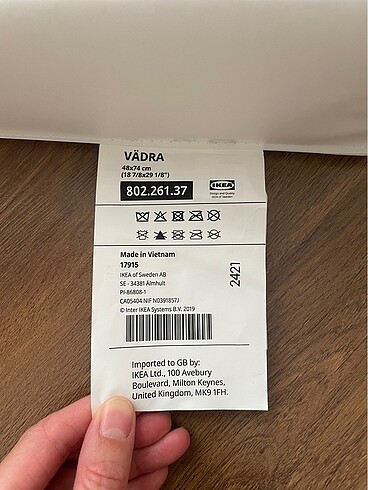 VÄDRA
48x74 cm
(18 7/8x29 1/8")
802.261.37
IKEA
Design and Quality
IKEA of Sweden
Made in Vietnam
17915
IKEA of Sweden AB
SE - 34381 Älmhult
PI-86808-1
CA05404 NIF N0391857J
© Inter IKEA Systems B.V. 2019
2421
Imported to GB by:
IKEA Ltd., 100 Avebury
Boulevard, Milton Keynes,
United Kingdom, MK9 1FH.